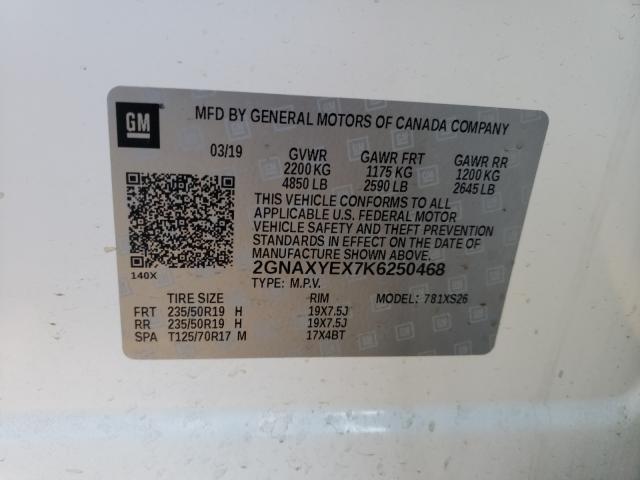 GM
MFD BY GENERAL MOTORS OF CANADA COMPANY
03/19 GVWR GAWR FRT GAWR RR
2200 KG 1175 KG 1200 KG
4850 LB 2590 LB 2645 LB
THIS VEHICLE CONFORMS TO ALL
APPLICABLE U.S. FEDERAL MOTOR
VEHICLE SAFETY AND THEFT PREVENTION
STANDARDS IN EFFECT ON THE DATE OF
MANUFACTURE SHOWN ABOVE.
140X 2GNAXYEX7K6250468
TYPE: M.P.V.
TIRE SIZE RIM MODEL: 781XS26
FRT 235/50R19 H 19X7.5J
RR 235/50R19 H 19X7.5J
SPA T125/70R17 M 17X4BT